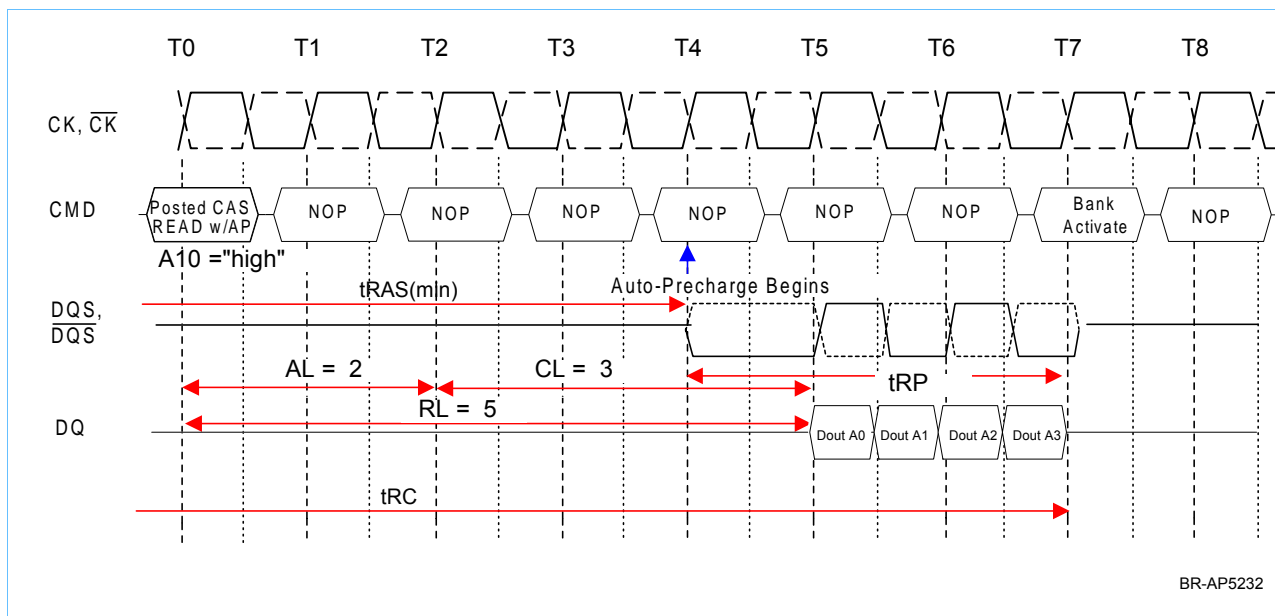 T0 T1 T2 T3 T4 T5 T6 T7 T8
CK, CK
CMD
Posted CAS
READ w/AP
NOP NOP NOP NOP NOP NOP
Bank
Activate
NOP
A10 ="high"
Auto-Precharge Begins
tRAS(min)
DQS,
DQS
AL = 2
CL = 3
tRP
RL = 5
DQ
Dout A0 Dout A1 Dout A2 Dout A3
tRC
BR-AP5232